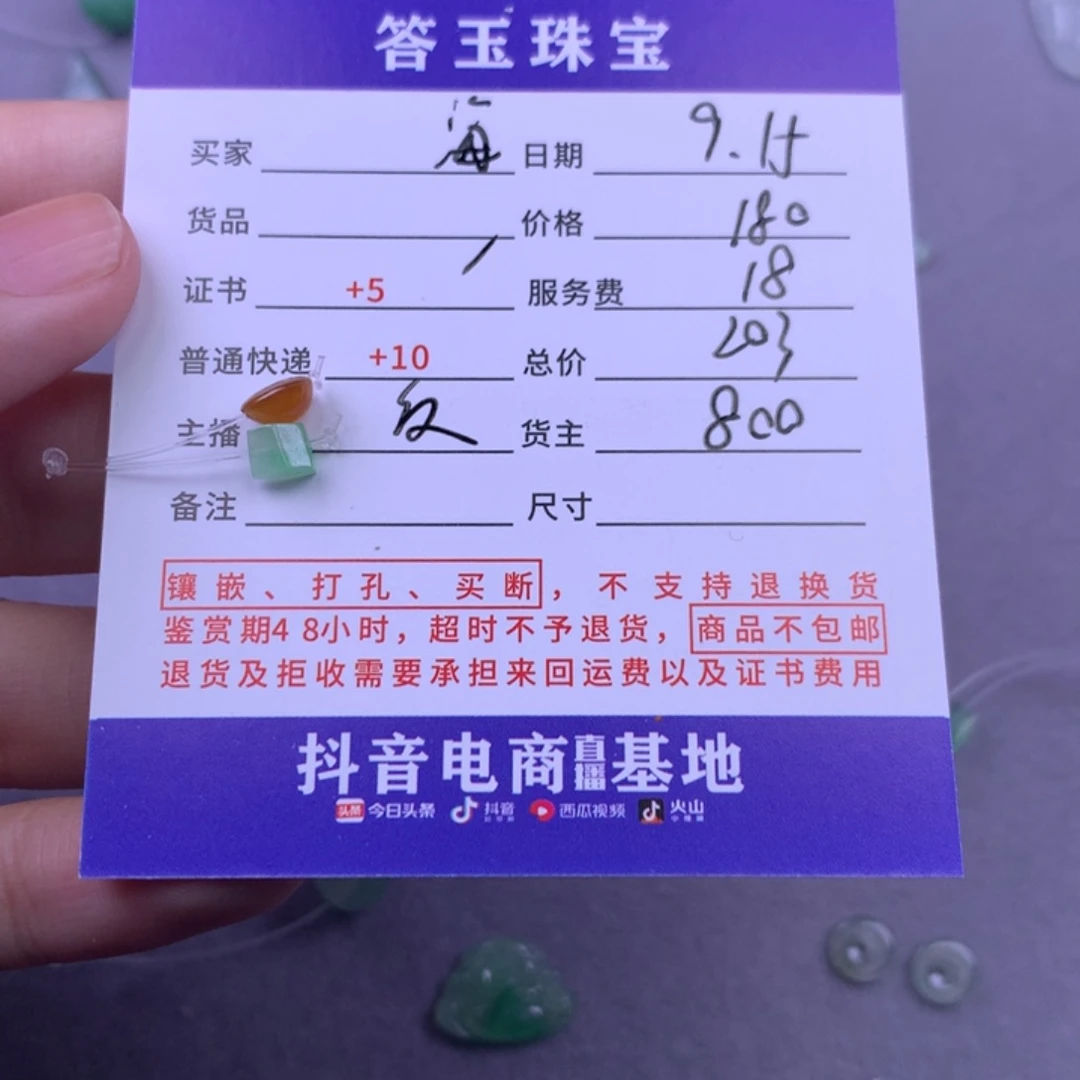 答玉珠宝
买家 海 日期 9.15
货品 价格 180
证书 +5 服务费 18
普通快递 +10 总价 203
主播 货主 800
备注 尺寸
镶嵌、打孔、买断，不支持退换货
鉴赏期48小时，超时不予退货，商品不包邮
退货及拒收需要承担来回运费以及证书费用
抖音电商直播基地
头条 今日头条 抖音 西瓜视频 火山